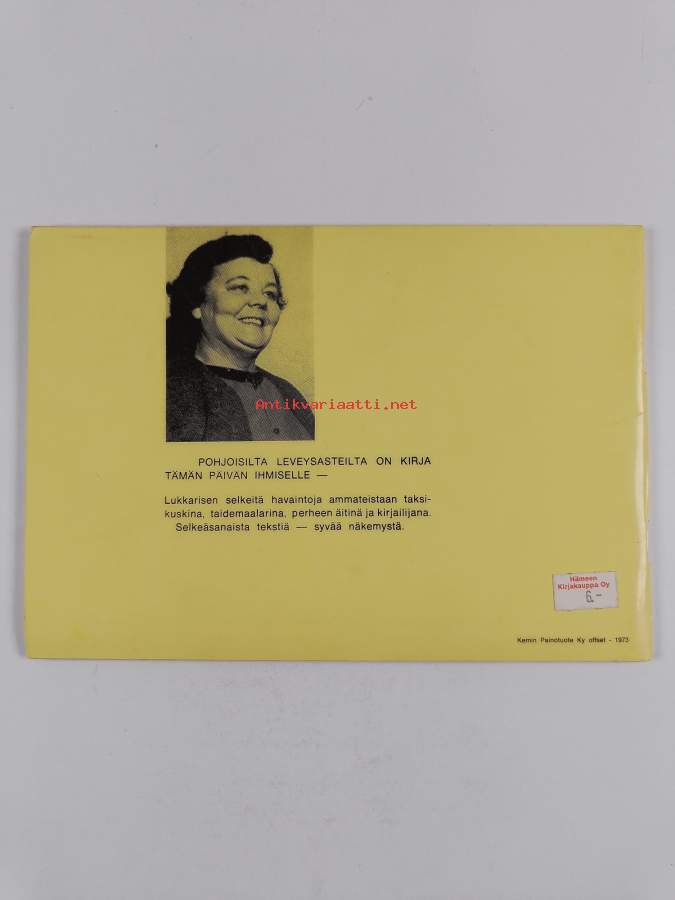 Antikvariaatti.net
POHJOISILTA LEVEYSASTEILTA ON KIRJA
TÄMÄN PÄIVÄN IHMISELLE —
Lukkarisen selkeitä havaintoja ammateistaan taksi-
kuskina, taidemaalarina, perheen äitinä ja kirjailijana.
Selkeäsanaista tekstiä — syvää näkemystä.
Hämeen
Kirjakauppa Oy
6.-
Kemin Painotuote Ky offset - 1973